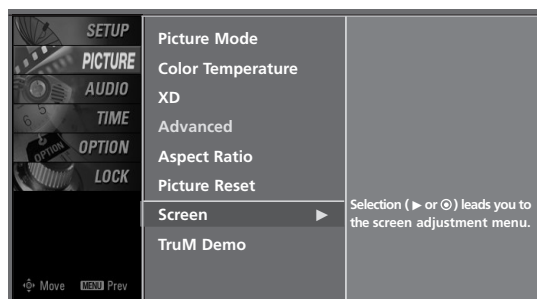 SETUP
PICTURE
AUDIO
TIME
OPTION
LOCK
Move MENU Prev
Picture Mode
Color Temperature
XD
Advanced
Aspect Ratio
Picture Reset
Screen ►
TruM Demo
Selection ( ► or ⊙ ) leads you to
the screen adjustment menu.